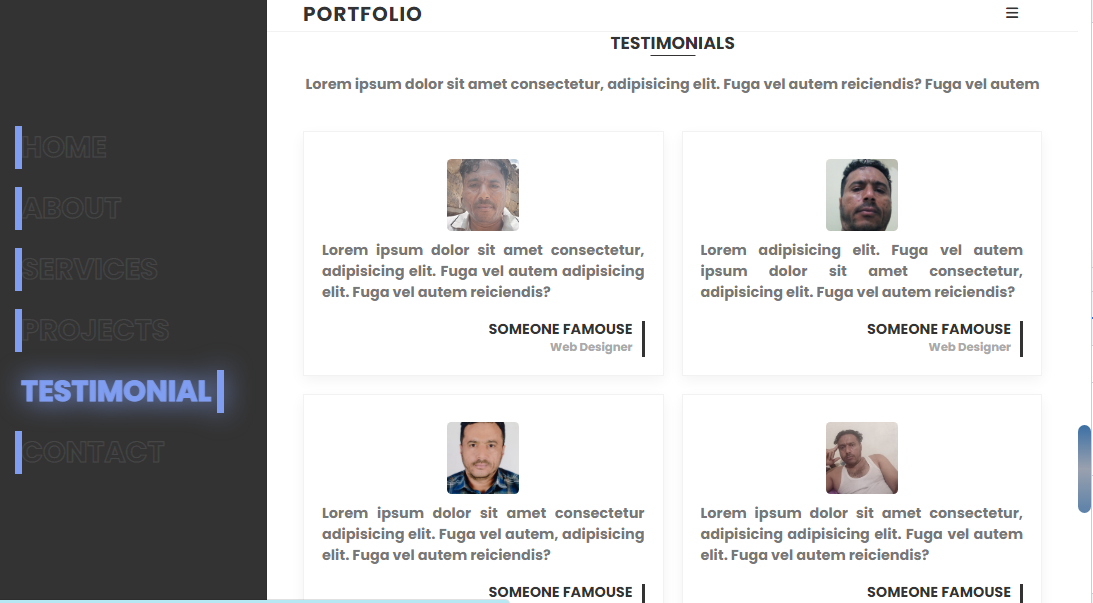 HOME
ABOUT
SERVICES
PROJECTS
TESTIMONIAL
CONTACT
PORTFOLIO
TESTIMONIALS
Lorem ipsum dolor sit amet consectetur, adipisicing elit. Fuga vel autem reiciendis? Fuga vel autem
Lorem ipsum dolor sit amet consectetur,
adipisicing elit. Fuga vel autem adipisicing
elit. Fuga vel autem reiciendis?
SOMEONE FAMOUSE
Web Designer
Lorem adipisicing elit. Fuga vel autem
ipsum dolor sit amet consectetur,
adipisicing elit. Fuga vel autem reiciendis?
SOMEONE FAMOUSE
Web Designer
Lorem ipsum dolor sit amet consectetur
adipisicing elit. Fuga vel autem, adipisicing
elit. Fuga vel autem reiciendis?
SOMEONE FAMOUSE
Lorem ipsum dolor sit amet consectetur,
adipisicing adipisicing elit. Fuga vel autem
elit. Fuga vel autem reiciendis?
SOMEONE FAMOUSE